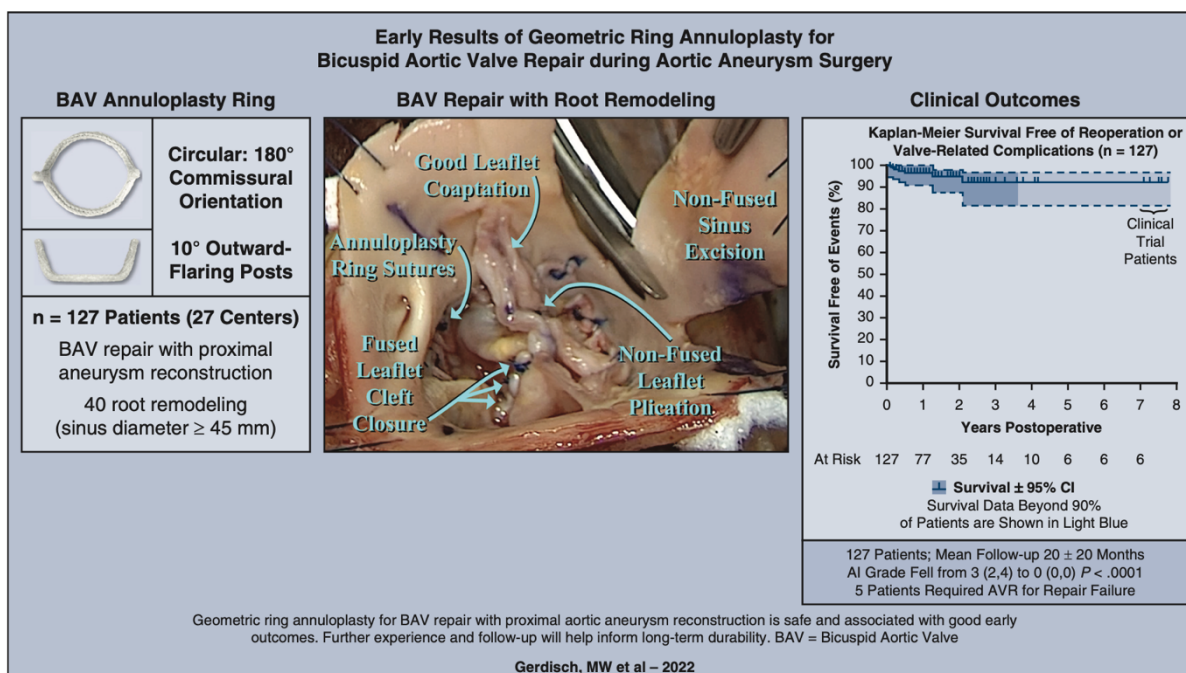 Early Results of Geometric Ring Annuloplasty for
Bicuspid Aortic Valve Repair during Aortic Aneurysm Surgery
BAV Annuloplasty Ring
Circular: 180°
Commissural
Orientation
10° Outward-
Flaring Posts
n = 127 Patients (27 Centers)
BAV repair with proximal
aneurysm reconstruction
40 root remodeling
(sinus diameter ≥ 45 mm)
BAV Repair with Root Remodeling
Good Leaflet
Coaptation
Non-Fused
Sinus
Excision
Annuloplasty
Ring Sutures
Fused
Leaflet
Cleft
Closure
Non-Fused
Leaflet
Plication
Clinical Outcomes
Kaplan-Meier Survival Free of Reoperation or
Valve-Related Complications (n = 127)
Survival Free of Events (%)
100
90
80
70
60
50
40
30
20
10
0
Clinical
Trial
Patients
0 1 2 3 4 5 6 7 8
Years Postoperative
At Risk 127 77 35 14 10 6 6 6
Survival ± 95% CI
Survival Data Beyond 90%
of Patients are Shown in Light Blue
127 Patients; Mean Follow-up 20 ± 20 Months
AI Grade Fell from 3 (2,4) to 0 (0,0) P < .0001
5 Patients Required AVR for Repair Failure
Geometric ring annuloplasty for BAV repair with proximal aortic aneurysm reconstruction is safe and associated with good early
outcomes. Further experience and follow-up will help inform long-term durability. BAV = Bicuspid Aortic Valve
Gerdisch, MW et al – 2022